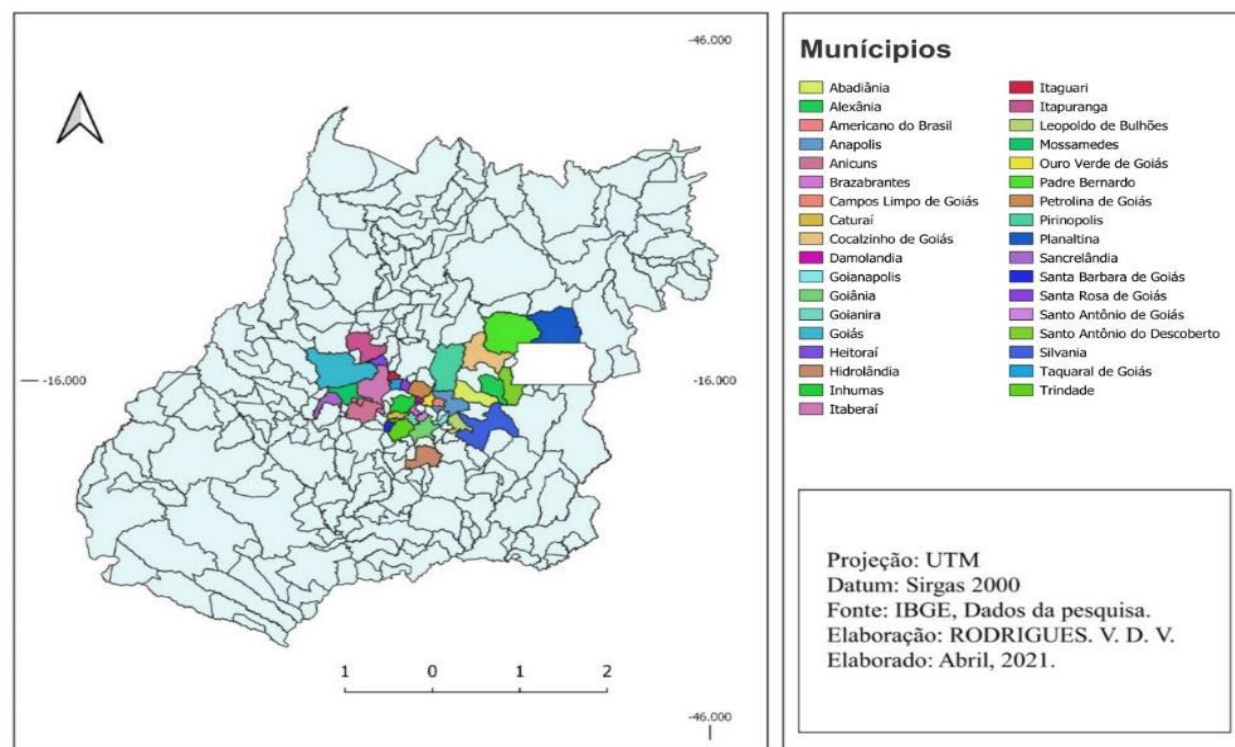 -46.000
-16.000
-16.000
1 0 1 2
-46.000
Munícipios
Abadiânia
Alexânia
Americano do Brasil
Anapolis
Anicuns
Brazabrantes
Campos Limpo de Goiás
Caturaí
Cocalzinho de Goiás
Damolandia
Goianapolis
Goiânia
Goianira
Goiás
Heitoraí
Hidrolândia
Inhumas
Itaberaí
Itaguari
Itapuranga
Leopoldo de Bulhões
Mossamedes
Ouro Verde de Goiás
Padre Bernardo
Petrolina de Goiás
Pirinopolis
Planaltina
Sancrelândia
Santa Barbara de Goiás
Santa Rosa de Goiás
Santo Antônio de Goiás
Santo Antônio do Descoberto
Silvania
Taquaral de Goiás
Trindade
Projeção: UTM
Datum: Sirgas 2000
Fonte: IBGE, Dados da pesquisa.
Elaboração: RODRIGUES. V. D. V.
Elaborado: Abril, 2021.